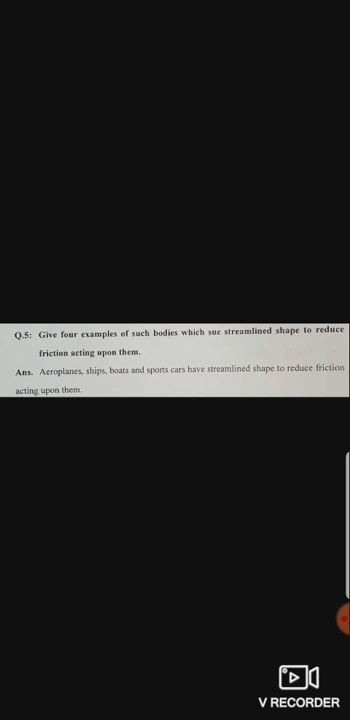 Q.5: Give four examples of such bodies which sue streamlined shape to reduce
friction acting upon them.
Ans. Aeroplanes, ships, boats and sports cars have streamlined shape to reduce friction
acting upon them.
V RECORDER